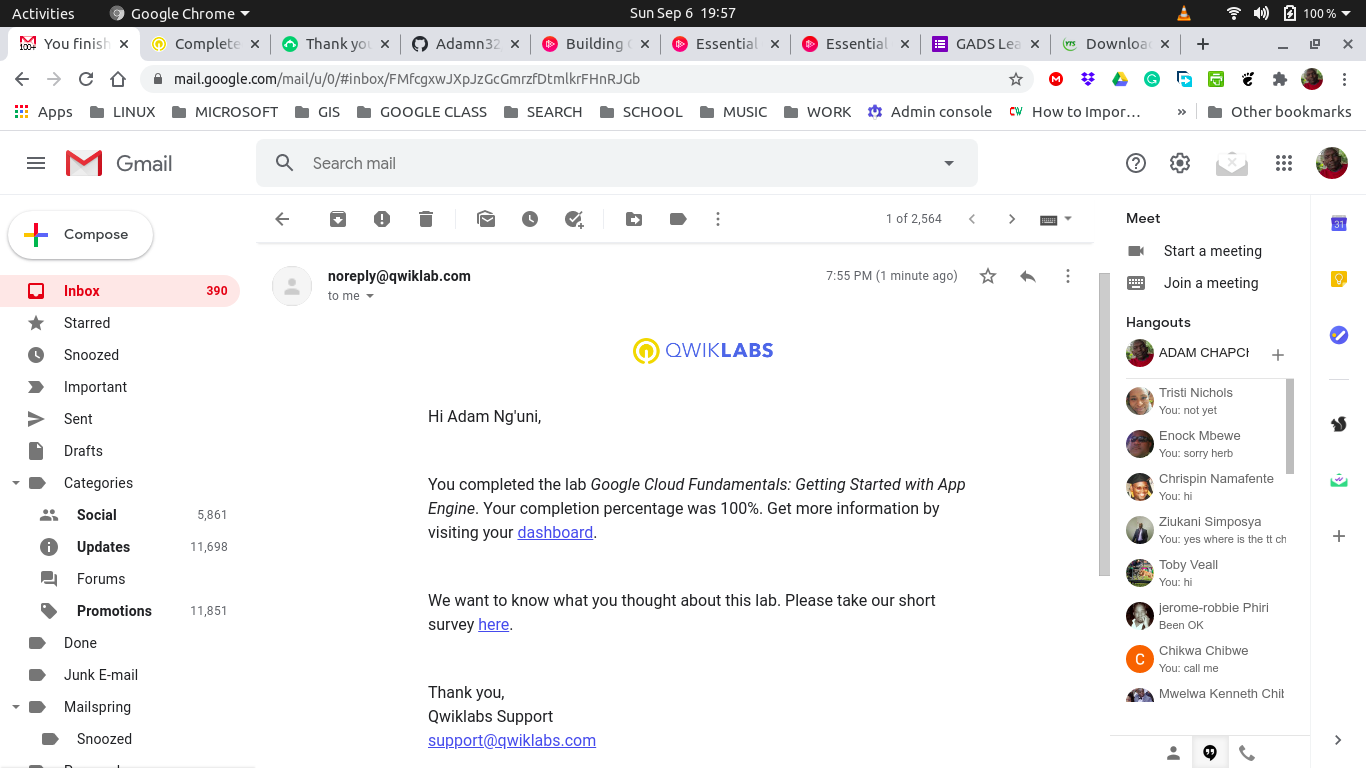 Activities
Google Chrome
Sun Sep 6 19:57
100 %
100+
You finish
Complete
Thank you
Adamn32
Building
Essential
Essential
GADS Lea
YTS
Download
mail.google.com/mail/u/0/#inbox/FMfcgxwJXpJzGcGmrzfDtmlkrFHnRJGb
Apps
LINUX
MICROSOFT
GIS
GOOGLE CLASS
SEARCH
SCHOOL
MUSIC
WORK
Admin console
CW
How to Impor…
»
Other bookmarks
Gmail
Search mail
Compose
1 of 2,564
Inbox 390
Starred
Snoozed
Important
Sent
Drafts
Categories
Social 5,861
Updates 11,698
Forums
Promotions 11,851
Done
Junk E-mail
Mailspring
Snoozed
noreply@qwiklab.com
to me
7:55 PM (1 minute ago)
QWIKLABS
Hi Adam Ng'uni,
You completed the lab Google Cloud Fundamentals: Getting Started with App
Engine. Your completion percentage was 100%. Get more information by
visiting your dashboard.
We want to know what you thought about this lab. Please take our short
survey here.
Thank you,
Qwiklabs Support
support@qwiklabs.com
Meet
Start a meeting
Join a meeting
Hangouts
ADAM CHAPCH
Tristi Nichols
You: not yet
Enock Mbewe
You: sorry herb
Chrispin Namafente
You: hi
Ziukani Simposya
You: yes where is the tt ch
Toby Veall
You: hi
jerome-robbie Phiri
Been OK
C
Chikwa Chibwe
You: call me
Mwelwa Kenneth Chit
31